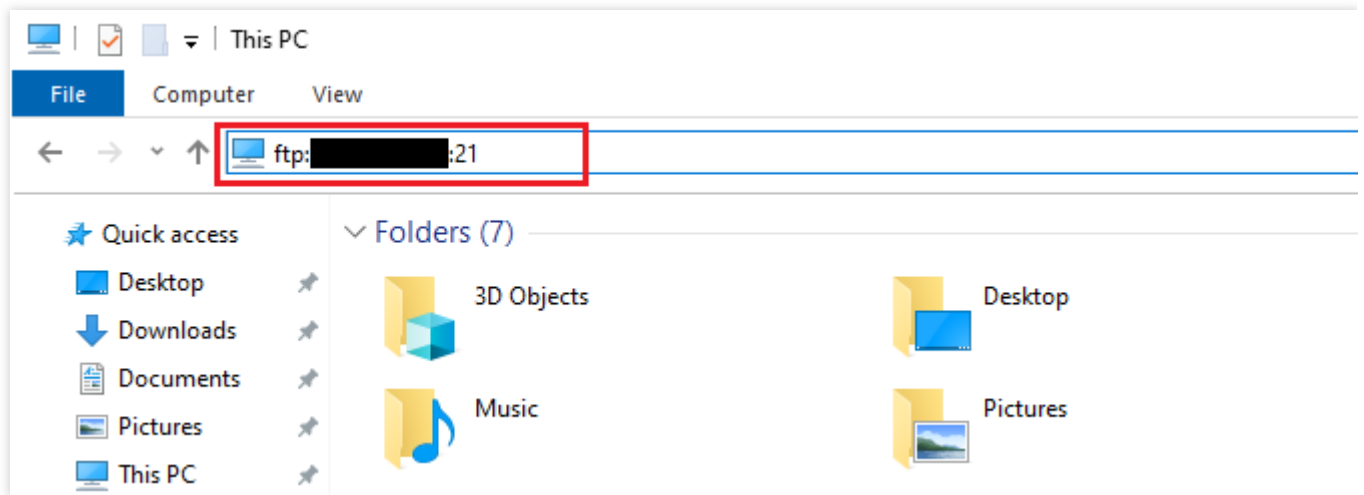 This PC
File Computer View
ftp: :21
Quick access
Desktop
Downloads
Documents
Pictures
This PC
Folders (7)
3D Objects
Desktop
Music
Pictures